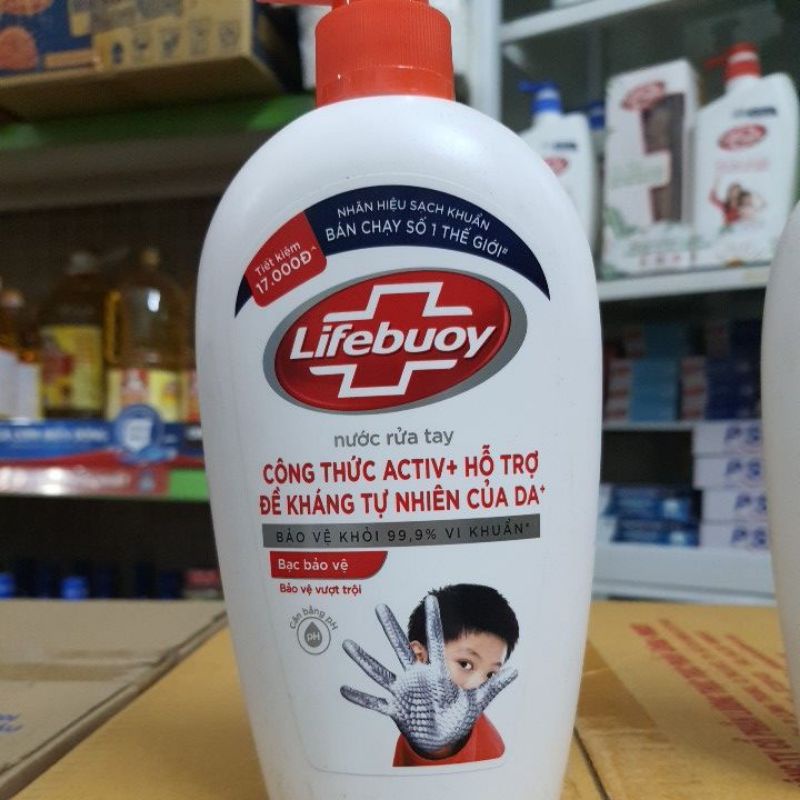 NHÃN HIỆU SẠCH KHUẨN
BÁN CHẠY SỐ 1 THẾ GIỚI#
Tiết kiệm
17.000Đ^
Lifebuoy
nước rửa tay
CÔNG THỨC ACTIV+ HỖ TRỢ
ĐỀ KHÁNG TỰ NHIÊN CỦA DA+
BẢO VỆ KHỎI 99,9% VI KHUẨN*
Bạc bảo vệ
Bảo vệ vượt trội
Cân bằng pH
pH